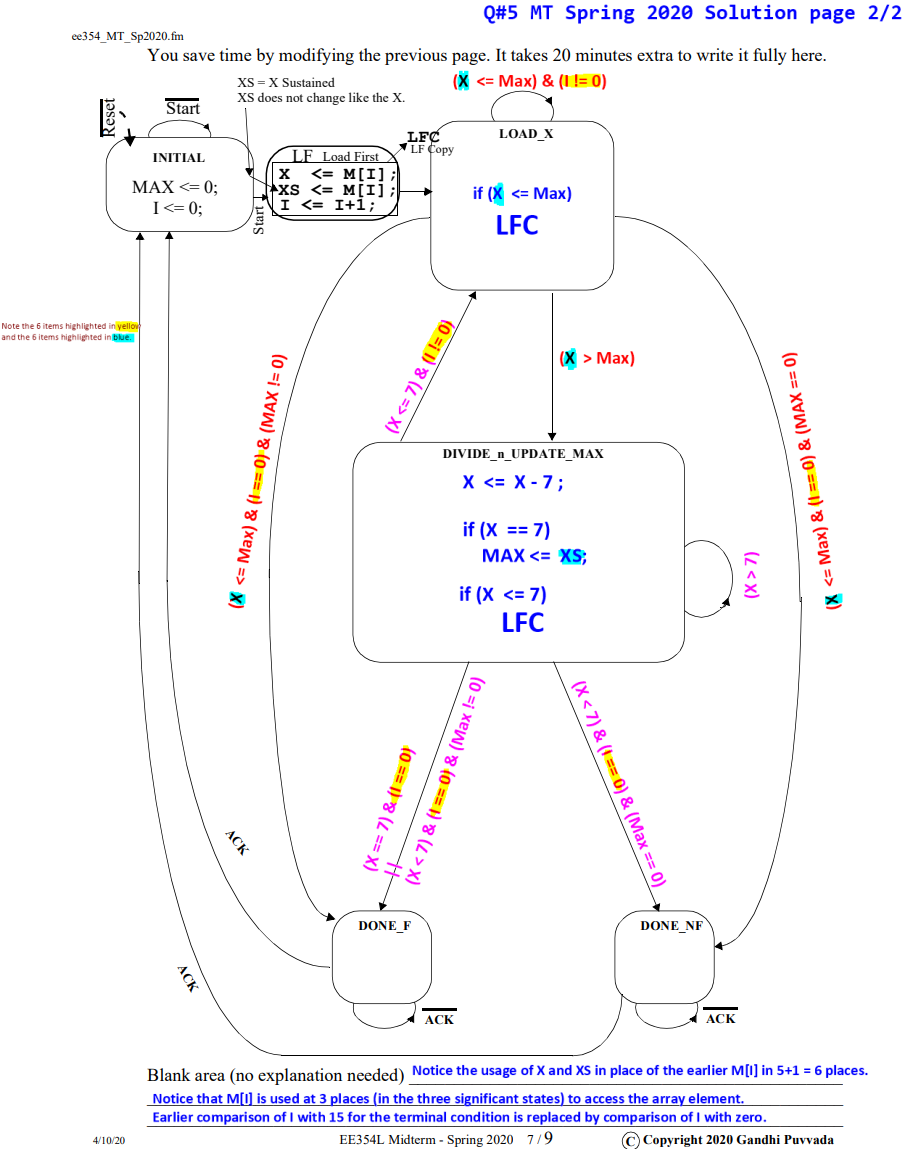 Q#5 MT Spring 2020 Solution page 2/2
ee354_MT_Sp2020.fm
You save time by modifying the previous page. It takes 20 minutes extra to write it fully here.
XS = X Sustained
XS does not change like the X.
(X <= Max) & (I != 0)
Reset
Start
INITIAL
MAX <= 0;
I <= 0;
Start
LF Load First
X <= M[I];
XS <= M[I];
I <= I+1;
LFC
LF Copy
LOAD_X
if (X <= Max)
LFC
Note the 6 items highlighted in yellow
and the 6 items highlighted in blue.
(X <= Max) & (I == 0) & (MAX != 0)
(X <= 7) & (I != 0)
(X > Max)
(X <= Max) & (I == 0) & (MAX == 0)
DIVIDE_n_UPDATE_MAX
X <= X - 7 ;
if (X == 7)
MAX <= XS;
if (X <= 7)
LFC
(X > 7)
(X == 7) & (I == 0)
||
(X < 7) & (I == 0) & (Max != 0)
(X < 7) & (I == 0) & (Max == 0)
ACK
ACK
DONE_F
ACK
DONE_NF
ACK
Blank area (no explanation needed) Notice the usage of X and XS in place of the earlier M[I] in 5+1 = 6 places.
Notice that M[I] is used at 3 places (in the three significant states) to access the array element.
Earlier comparison of I with 15 for the terminal condition is replaced by comparison of I with zero.
4/10/20 EE354L Midterm - Spring 2020 7 / 9 © Copyright 2020 Gandhi Puvvada